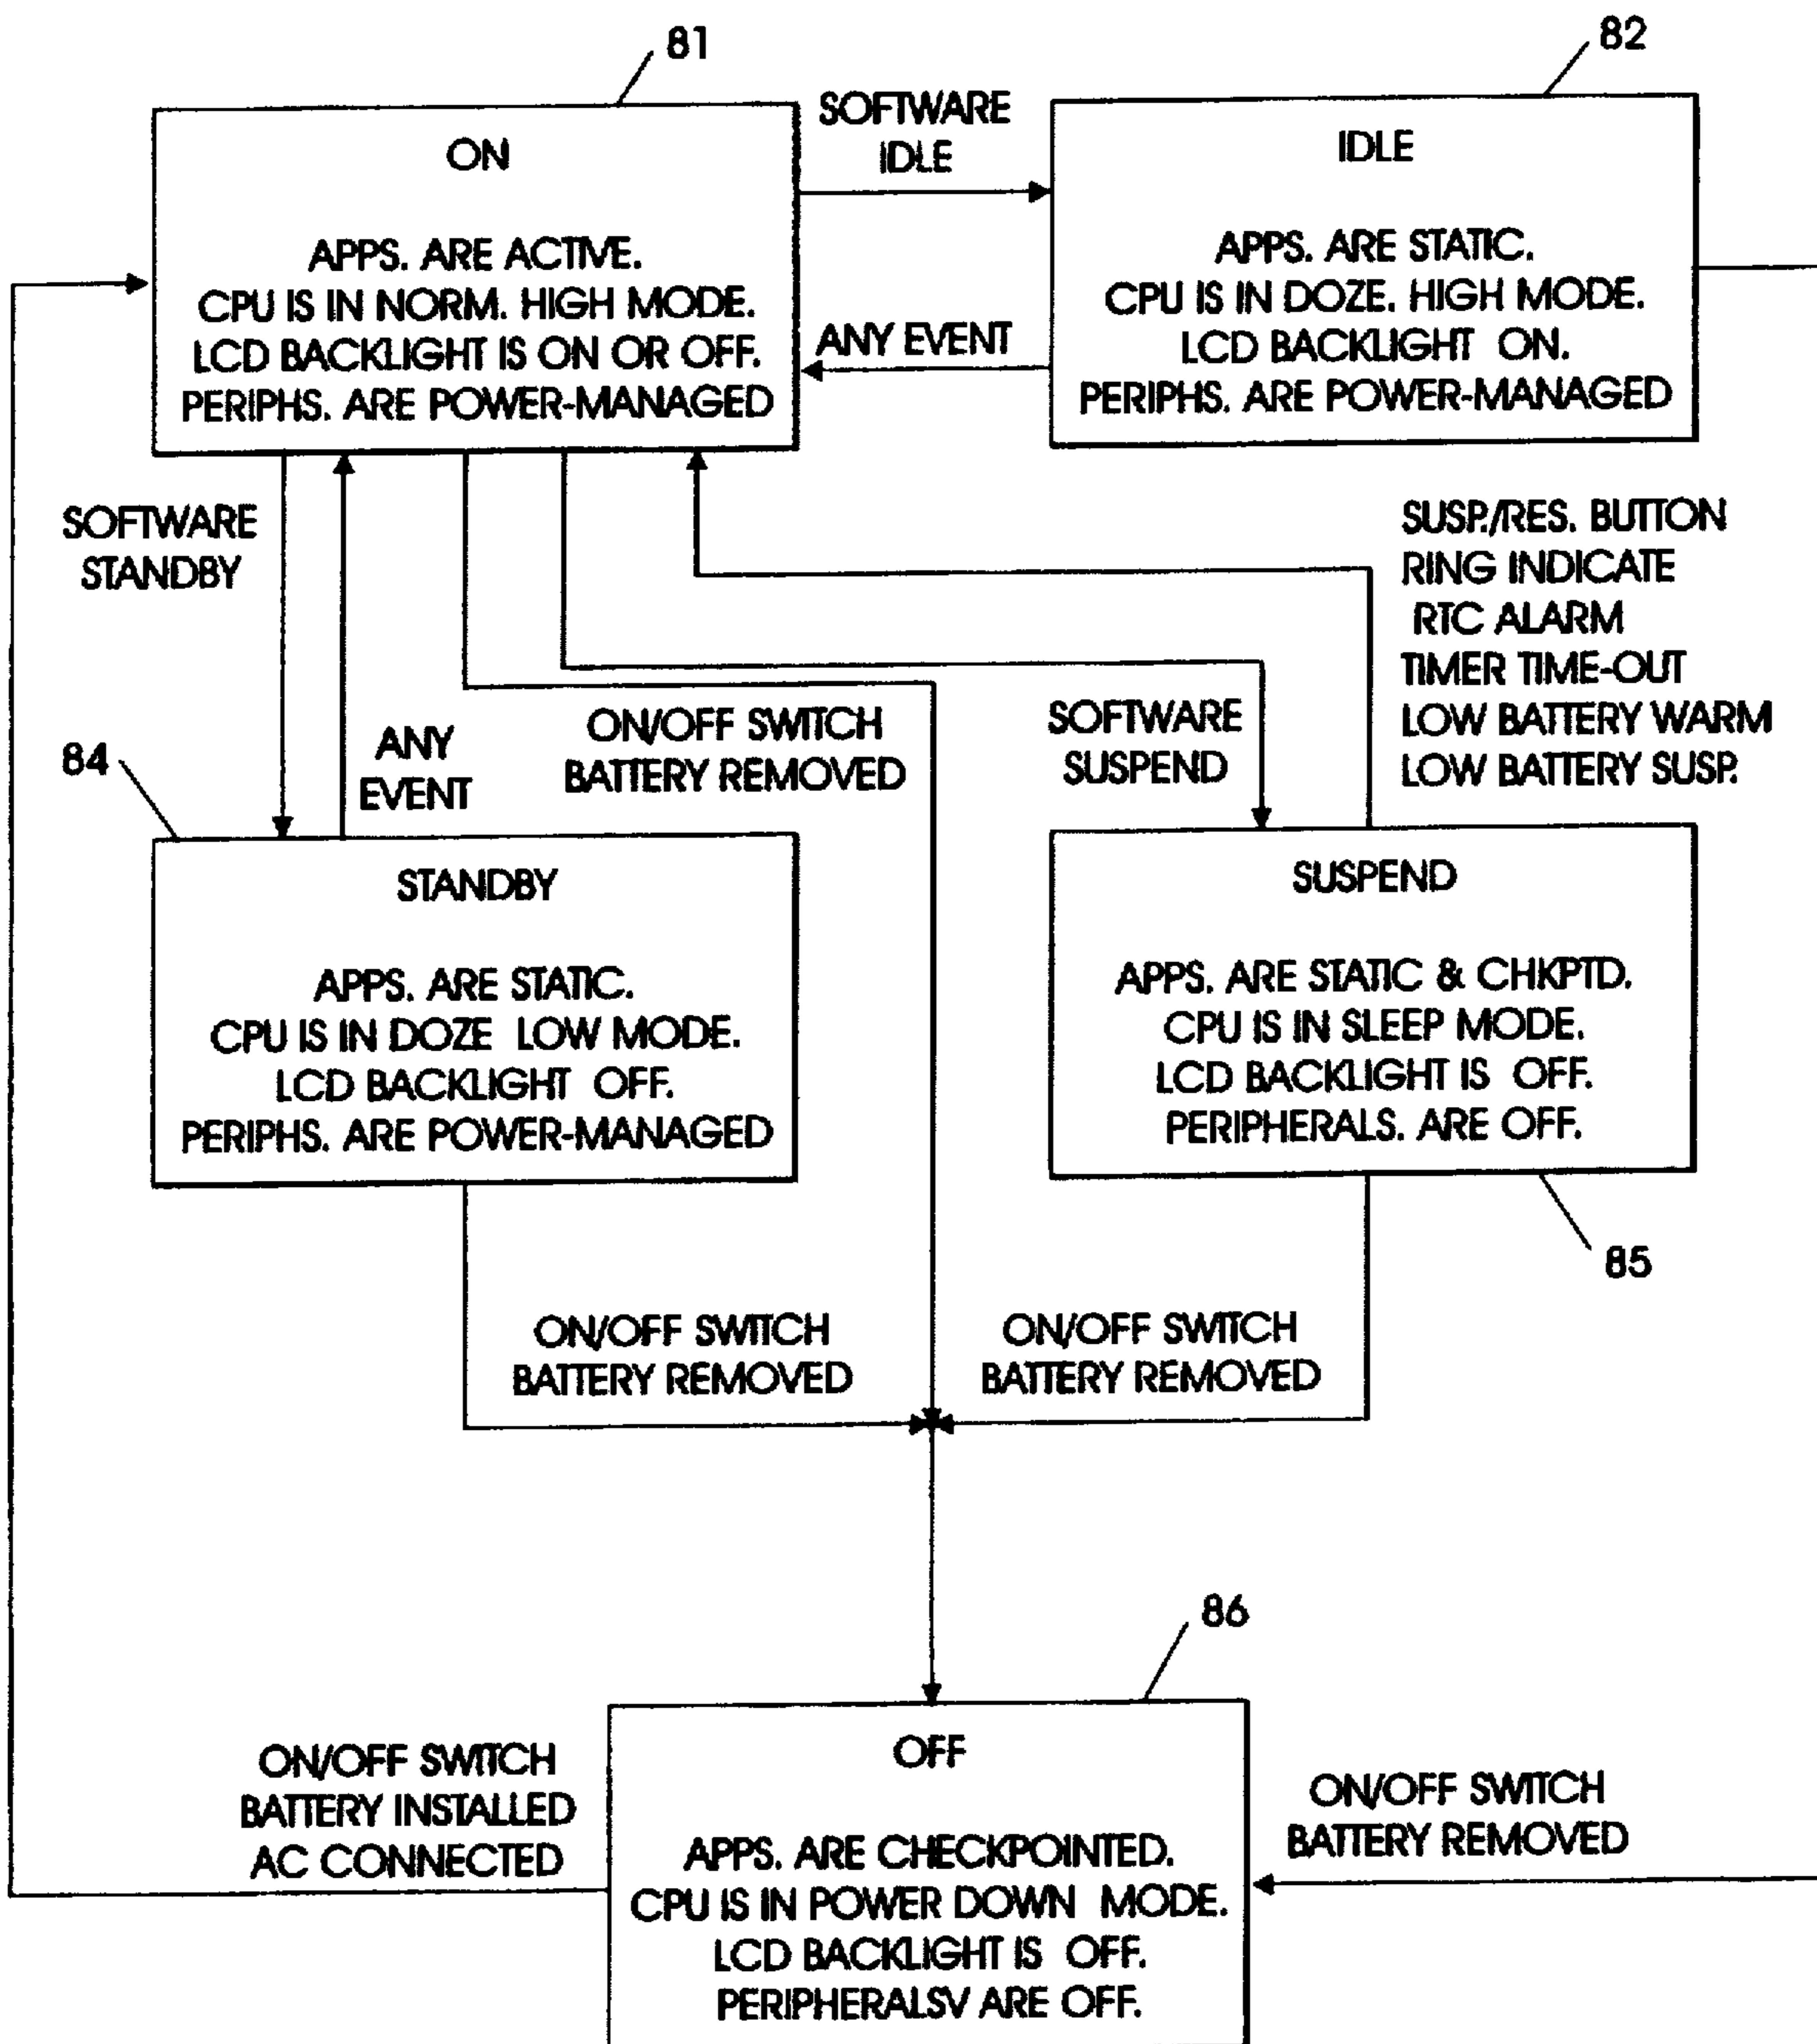 81
82
ON
APPS. ARE ACTIVE.
CPU IS IN NORM. HIGH MODE.
LCD BACKLIGHT IS ON OR OFF.
PERIPHS. ARE POWER-MANAGED
SOFTWARE
IDLE
ANY EVENT
IDLE
APPS. ARE STATIC.
CPU IS IN DOZE. HIGH MODE.
LCD BACKLIGHT ON.
PERIPHS. ARE POWER-MANAGED
SOFTWARE
STANDBY
ANY
EVENT
ON/OFF SWITCH
BATTERY REMOVED
SOFTWARE
SUSPEND
SUSP./RES. BUTTON
RING INDICATE
RTC ALARM
TIMER TIME-OUT
LOW BATTERY WARM
LOW BATTERY SUSP.
84
STANDBY
APPS. ARE STATIC.
CPU IS IN DOZE LOW MODE.
LCD BACKLIGHT OFF.
PERIPHS. ARE POWER-MANAGED
SUSPEND
APPS. ARE STATIC & CHKPTD.
CPU IS IN SLEEP MODE.
LCD BACKLIGHT IS OFF.
PERIPHERALS. ARE OFF.
85
ON/OFF SWITCH
BATTERY REMOVED
ON/OFF SWITCH
BATTERY REMOVED
86
ON/OFF SWITCH
BATTERY INSTALLED
AC CONNECTED
OFF
APPS. ARE CHECKPOINTED.
CPU IS IN POWER DOWN MODE.
LCD BACKLIGHT IS OFF.
PERIPHERALSV ARE OFF.
ON/OFF SWITCH
BATTERY REMOVED